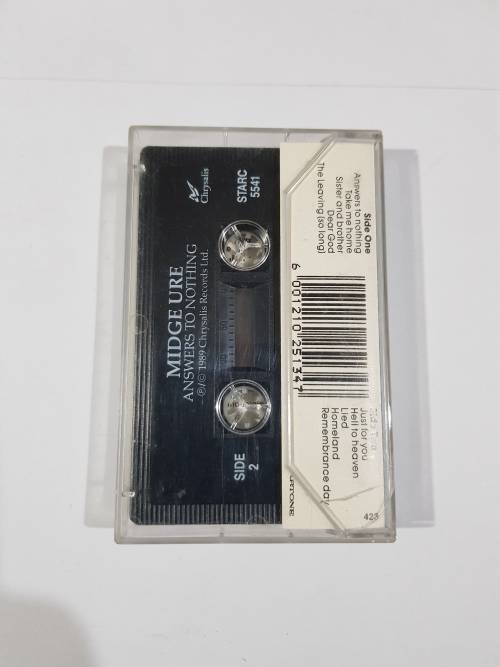 Chrysalis
STARC
5541
MIDGE URE
ANSWERS TO NOTHING
℗/© 1989 Chrysalis Records Ltd.
SIDE
2
Side One
Answers to nothing
Take me home
Sister and brother
Dear God
The Leaving (so long)
6 001210 251347
Just for you
Hell to heaven
Lied
Homeland
Remembrance day
423